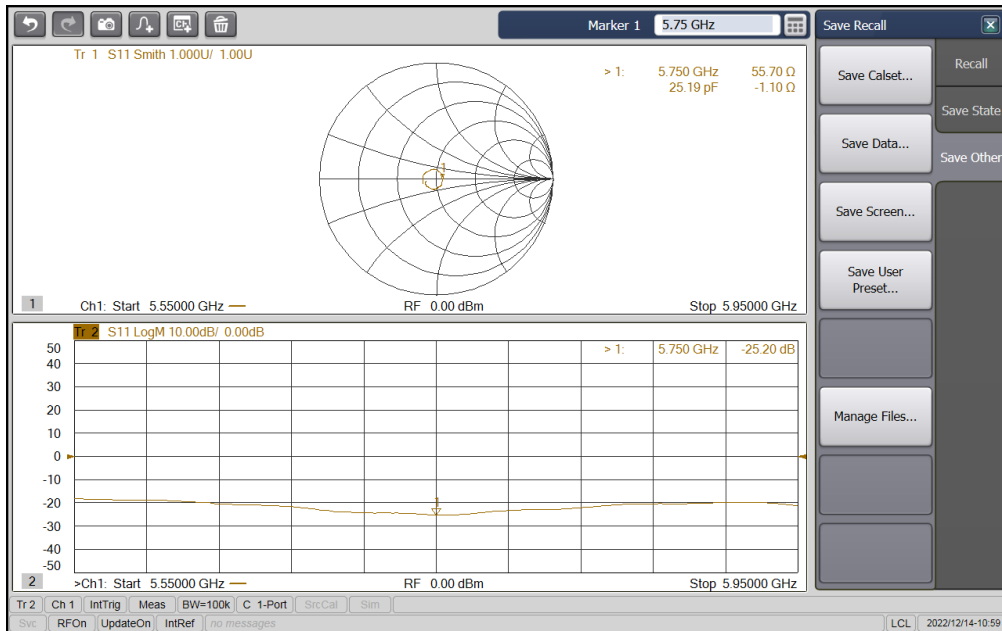 Marker 1 5.75 GHz
Save Recall
Tr 1 S11 Smith 1.000U/ 1.00U
> 1: 5.750 GHz 55.70 Ω
25.19 pF -1.10 Ω
1
1
Ch1: Start 5.55000 GHz
RF 0.00 dBm
Stop 5.95000 GHz
Tr 2 S11 LogM 10.00dB/ 0.00dB
> 1: 5.750 GHz -25.20 dB
50
40
30
20
10
0
-10
-20
-30
-40
-50
1
2
>Ch1: Start 5.55000 GHz
RF 0.00 dBm
Stop 5.95000 GHz
Save Calset...
Save Data...
Save Screen...
Save User
Preset...
Manage Files...
Recall
Save State
Save Other
Tr 2 Ch 1 IntTrig Meas BW=100k C 1-Port SrcCal Sim
Svc RFOn UpdateOn IntRef no messages LCL 2022/12/14-10:59